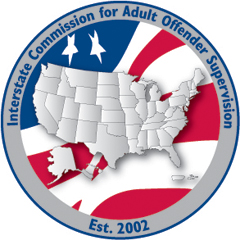 Interstate Commission for Adult Offender Supervision
Est. 2002